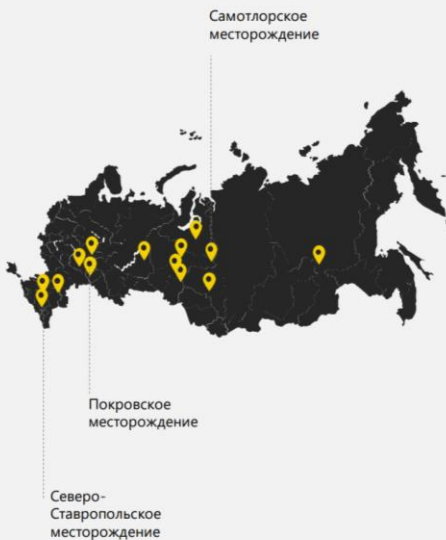 Самотлорское
месторождение
Покровское
месторождение
Северо-
Ставропольское
месторождение